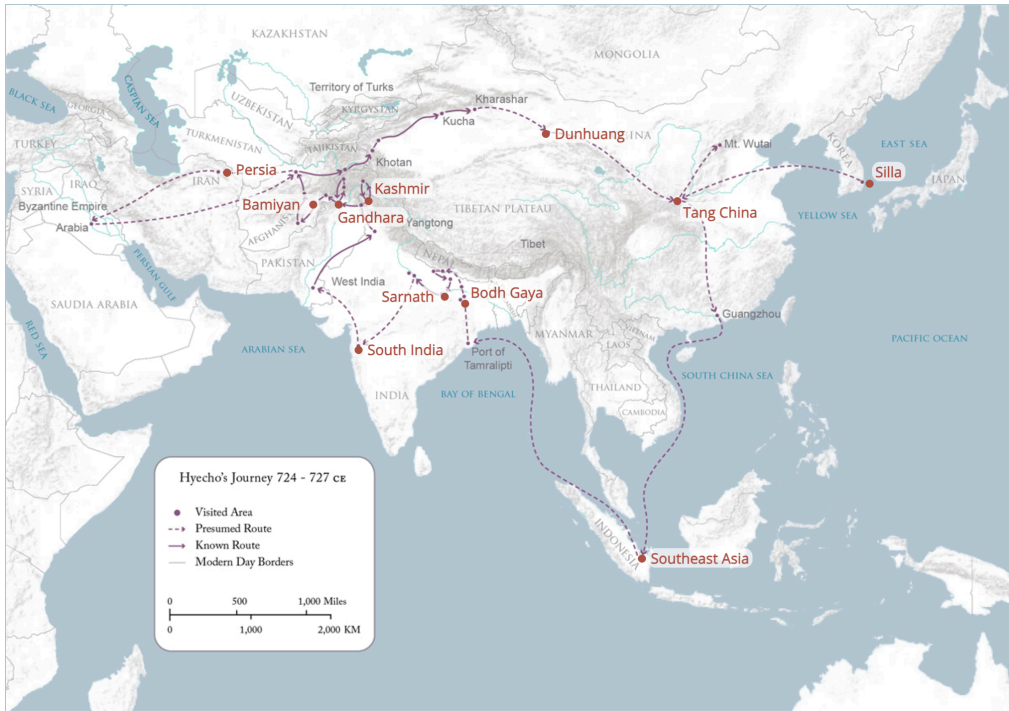 KAZAKHSTAN
MONGOLIA
BLACK SEA
GEORGIA
CASPIAN SEA
Territory of Turks
UZBEKISTAN
KYRGYSTAN
Kharashar
Kucha
Dunhuang
INA
TURKEY
TURKMENISTAN
TAJIKISTAN
Mt. Wutai
KOREA
EAST SEA
Silla
JAPAN
Khotan
Persia
IRAN
SYRIA
IRAQ
Kashmir
Bamiyan
Gandhara
Byzantine Empire
Arabia
AFGHANIS
Yangtong
TIBETAN PLATEAU
Tang China
YELLOW SEA
Tibet
PAKISTAN
NEPAL
PERSIAN GULF
West India
Sarnath
Bodh Gaya
SAUDI ARABIA
RED SEA
Guangzhou
MYANMAR
VIETNAM
LAOS
PACIFIC OCEAN
ARABIAN SEA
South India
Port of
Tamralipti
SOUTH CHINA SEA
INDIA
BAY OF BENGAL
THAILAND
CAMBODIA
Hyecho's Journey 724 - 727 CE
Visited Area
Presumed Route
Known Route
Modern Day Borders
0 500 1,000 Miles
0 1,000 2,000 KM
INDONESIA
Southeast Asia